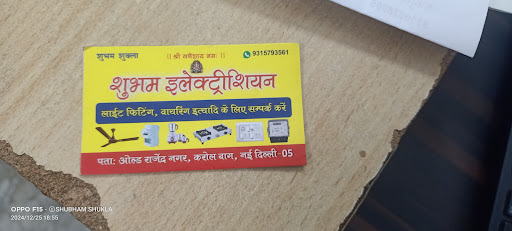 शुभम शुक्ला
।। श्री गणेशाय नमः ।।
9315793561
शुभम इलेक्ट्रीशियन
लाईट फिटिंग, वायरिंग इत्यादि के लिए सम्पर्क करें
पताः ओल्ड राजेंद्र नगर, करोल बाग, नई दिल्ली-05
OPPO F15 · ©SHUBHAM SHUKLA
2024/12/25 18:55